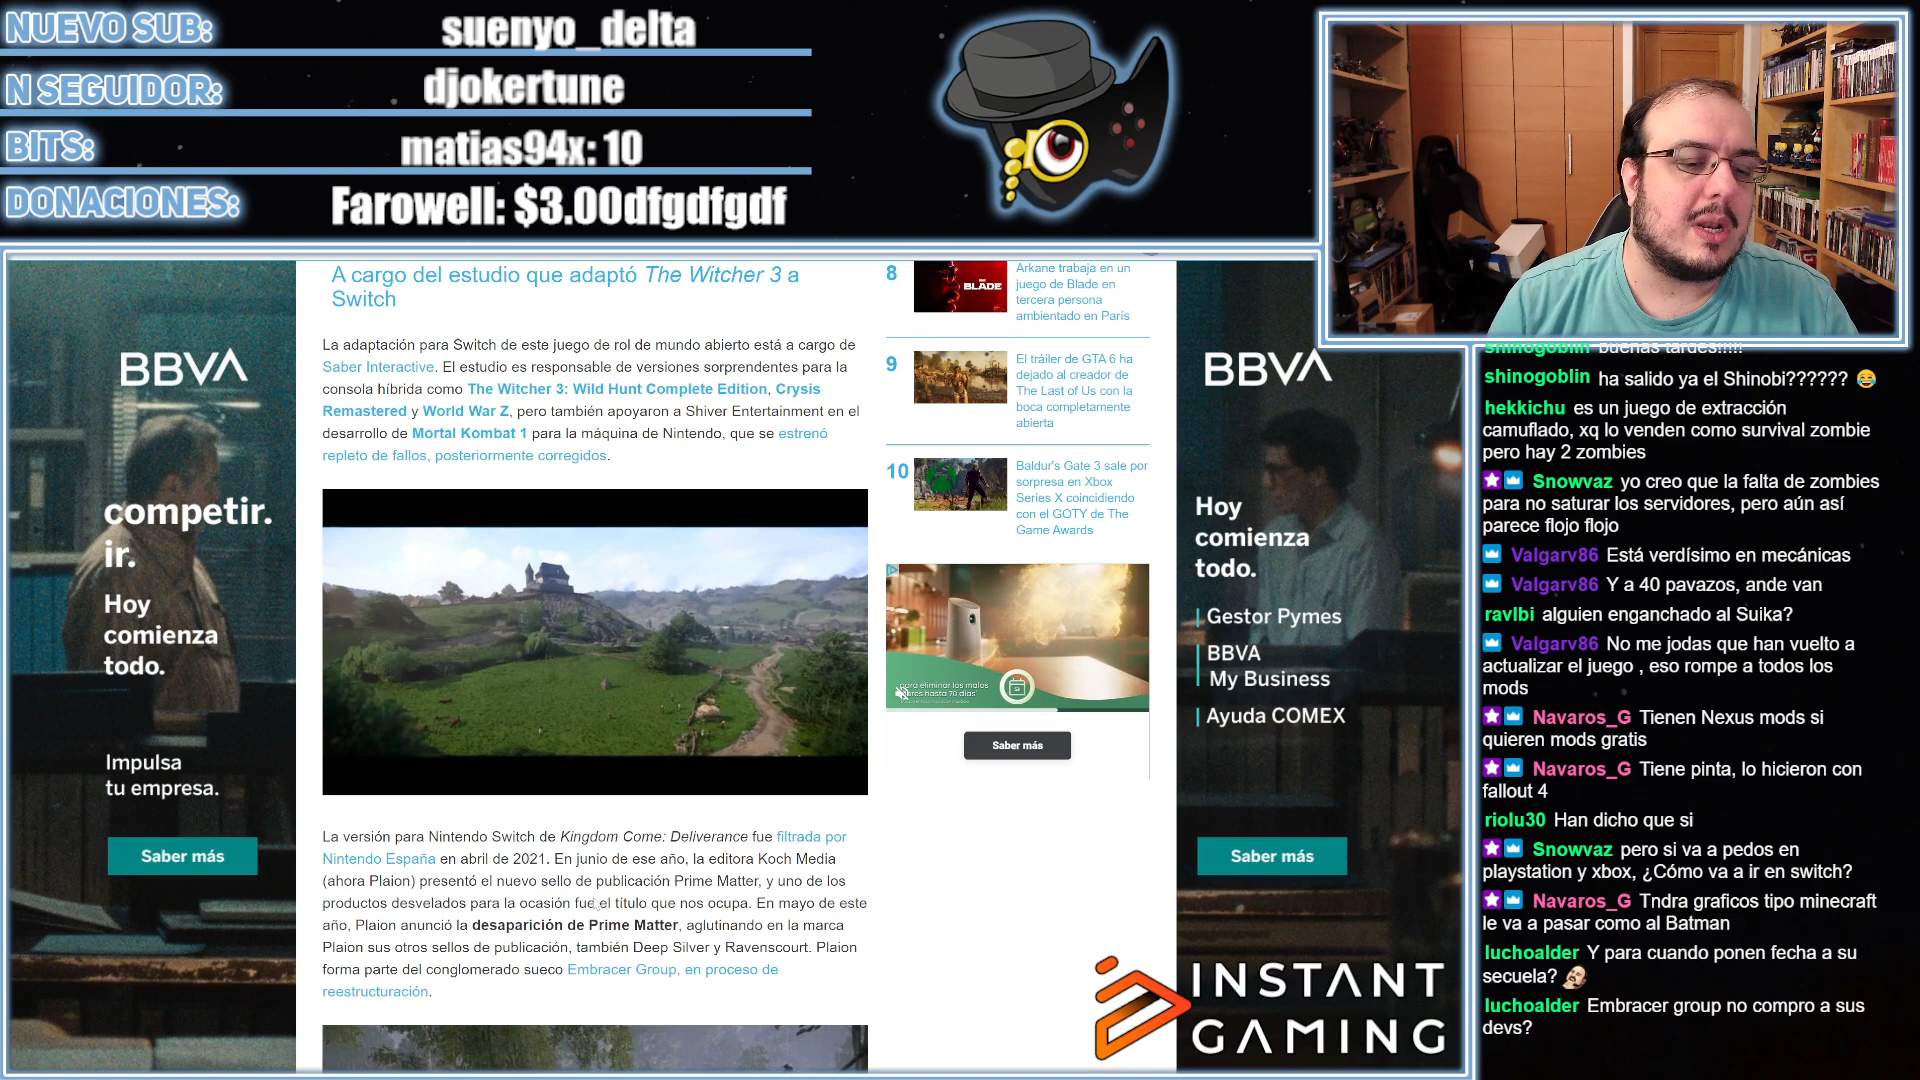 NUEVO SUB:
suenyo_delta
N SEGUIDOR:
djokertune
BITS:
matias94x: 10
DONACIONES:
Farowell: $3.00dfgdfgdf
BBVA
competir.
ir.
Hoy
comienza
todo.
Impulsa
tu empresa.
Saber más
A cargo del estudio que adaptó The Witcher 3 a
Switch
La adaptación para Switch de este juego de rol de mundo abierto está a cargo de
Saber Interactive. El estudio es responsable de versiones sorprendentes para la
consola híbrida como The Witcher 3: Wild Hunt Complete Edition, Crysis
Remastered y World War Z, pero también apoyaron a Shiver Entertainment en el
desarrollo de Mortal Kombat 1 para la máquina de Nintendo, que se estrenó
repleto de fallos, posteriormente corregidos.
La versión para Nintendo Switch de Kingdom Come: Deliverance fue filtrada por
Nintendo España en abril de 2021. En junio de ese año, la editora Koch Media
(ahora Plaion) presentó el nuevo sello de publicación Prime Matter, y uno de los
productos desvelados para la ocasión fue el título que nos ocupa. En mayo de este
año, Plaion anunció la desaparición de Prime Matter, aglutinando en la marca
Plaion sus otros sellos de publicación, también Deep Silver y Ravenscourt. Plaion
forma parte del conglomerado sueco Embracer Group, en proceso de
reestructuración.
8
BLADE
Arkane trabaja en un
juego de Blade en
tercera persona
ambientado en París
9
El tráiler de GTA 6 ha
dejado al creador de
The Last of Us con la
boca completamente
abierta
10
Baldur's Gate 3 sale por
sorpresa en Xbox
Series X coincidiendo
con el GOTY de The
Game Awards
para eliminar los malos
hasta 70 días
Saber más
BBVA
Hoy
comienza
todo.
Gestor Pymes
BBVA
My Business
Ayuda COMEX
Saber más
INSTANT
GAMING
shinogoblin buenas tardes!!!!!
shinogoblin ha salido ya el Shinobi??????
hekkichu es un juego de extracción
camuflado, xq lo venden como survival zombie
pero hay 2 zombies
Snowvaz yo creo que la falta de zombies
para no saturar los servidores, pero aún así
parece flojo flojo
Valgarv86 Está verdísimo en mecánicas
Valgarv86 Y a 40 pavazos, ande van
ravlbi alguien enganchado al Suika?
Valgarv86 No me jodas que han vuelto a
actualizar el juego , eso rompe a todos los
mods
Navaros_G Tienen Nexus mods si
quieren mods gratis
Navaros_G Tiene pinta, lo hicieron con
fallout 4
riolu30 Han dicho que si
Snowvaz pero si va a pedos en
playstation y xbox, ¿Cómo va a ir en switch?
Navaros_G Tndra graficos tipo minecraft
le va a pasar como al Batman
luchoalder Y para cuando ponen fecha a su
secuela?
luchoalder Embracer group no compro a sus
devs?